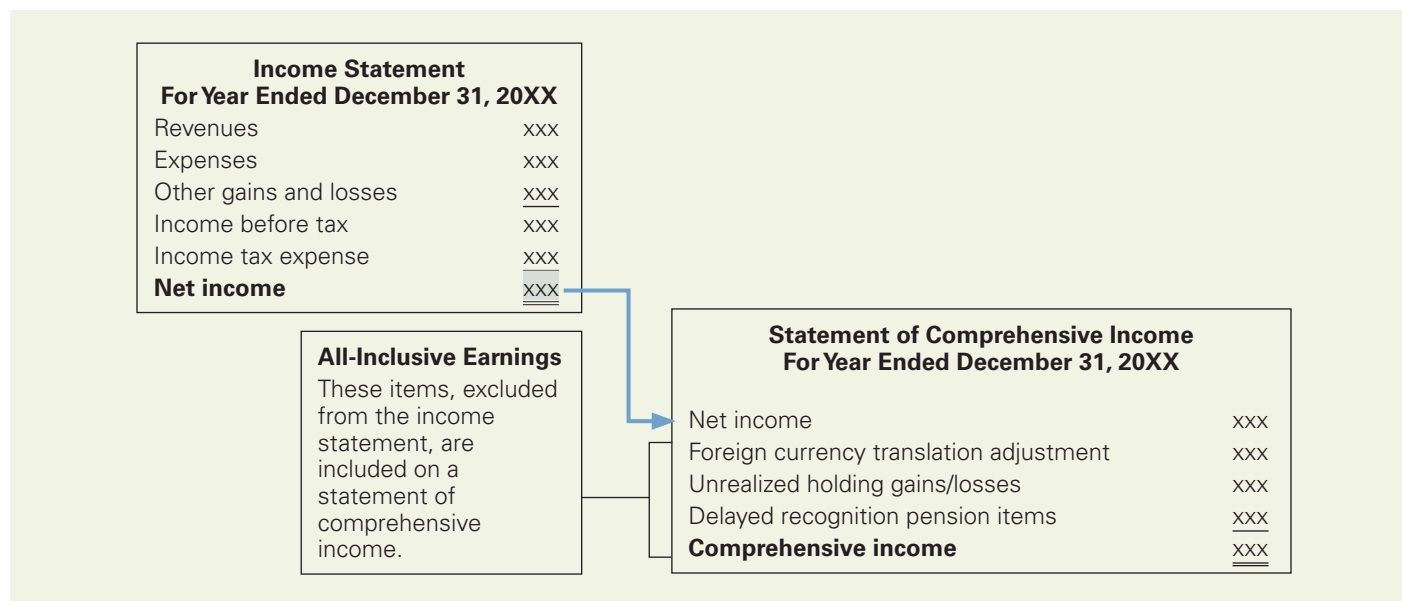 Income Statement
For Year Ended December 31, 20XX
Revenues xxx
Expenses xxx
Other gains and losses xxx
Income before tax xxx
Income tax expense xxx
Net income xxx
All-Inclusive Earnings
These items, excluded
from the income
statement, are
included on a
statement of
comprehensive
income.
Statement of Comprehensive Income
For Year Ended December 31, 20XX
Net income xxx
Foreign currency translation adjustment xxx
Unrealized holding gains/losses xxx
Delayed recognition pension items xxx
Comprehensive income xxx